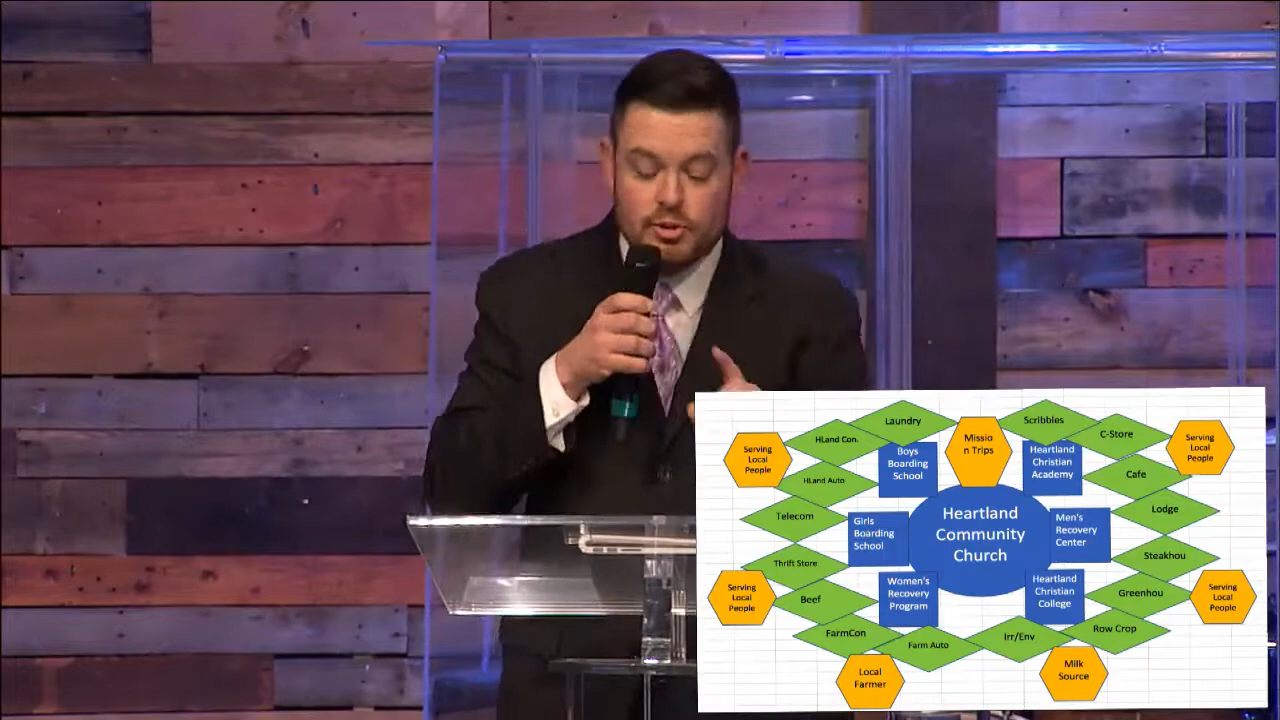 Laundry
Missio
n Trips
Scribbles
HLand Con.
C-Store
Serving
Local
People
Boys
Boarding
School
Heartland
Christian
Academy
Serving
Local
People
HLand Auto
Cafe
Telecom
Girls
Boarding
School
Heartland
Community
Church
Men's
Recovery
Center
Lodge
Thrift Store
Steakhou
Serving
Local
People
Beef
Women's
Recovery
Program
Heartland
Christian
College
Greenhou
Serving
Local
People
FarmCon
Farm Auto
Irr/Env
Row Crop
Local
Farmer
Milk
Source